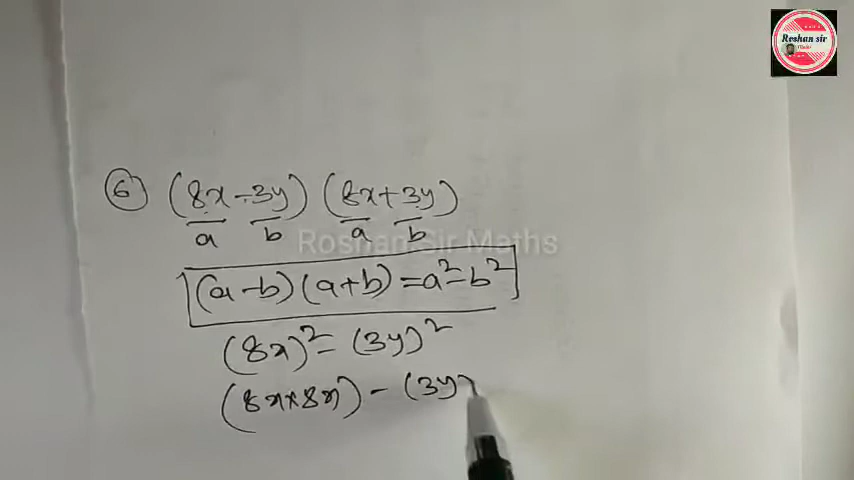 Roshan sir
⑥ (8x-3y) (8x+3y)
a b a b
Roshan Sir Maths
(a-b)(a+b)=a²-b²
(8x)²-(3y)²
(8x×8x)-(3y